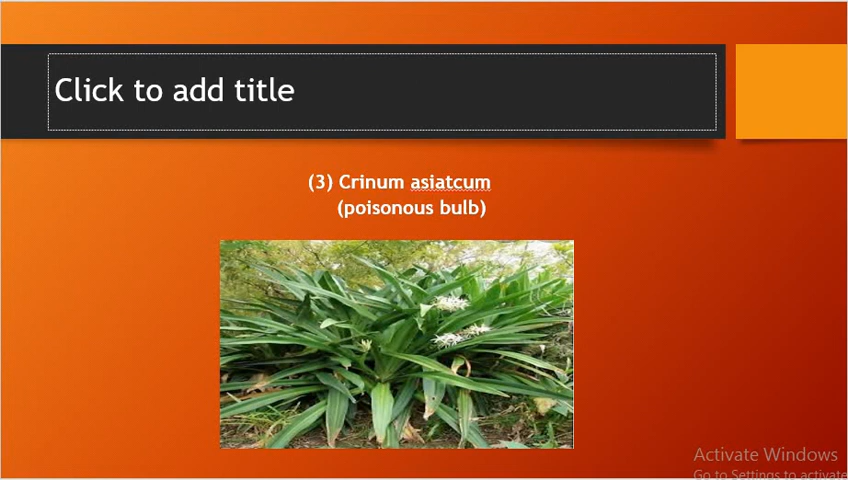 Click to add title
(3) Crinum asiatcum
(poisonous bulb)
Activate Windows
Go to Settings to activate